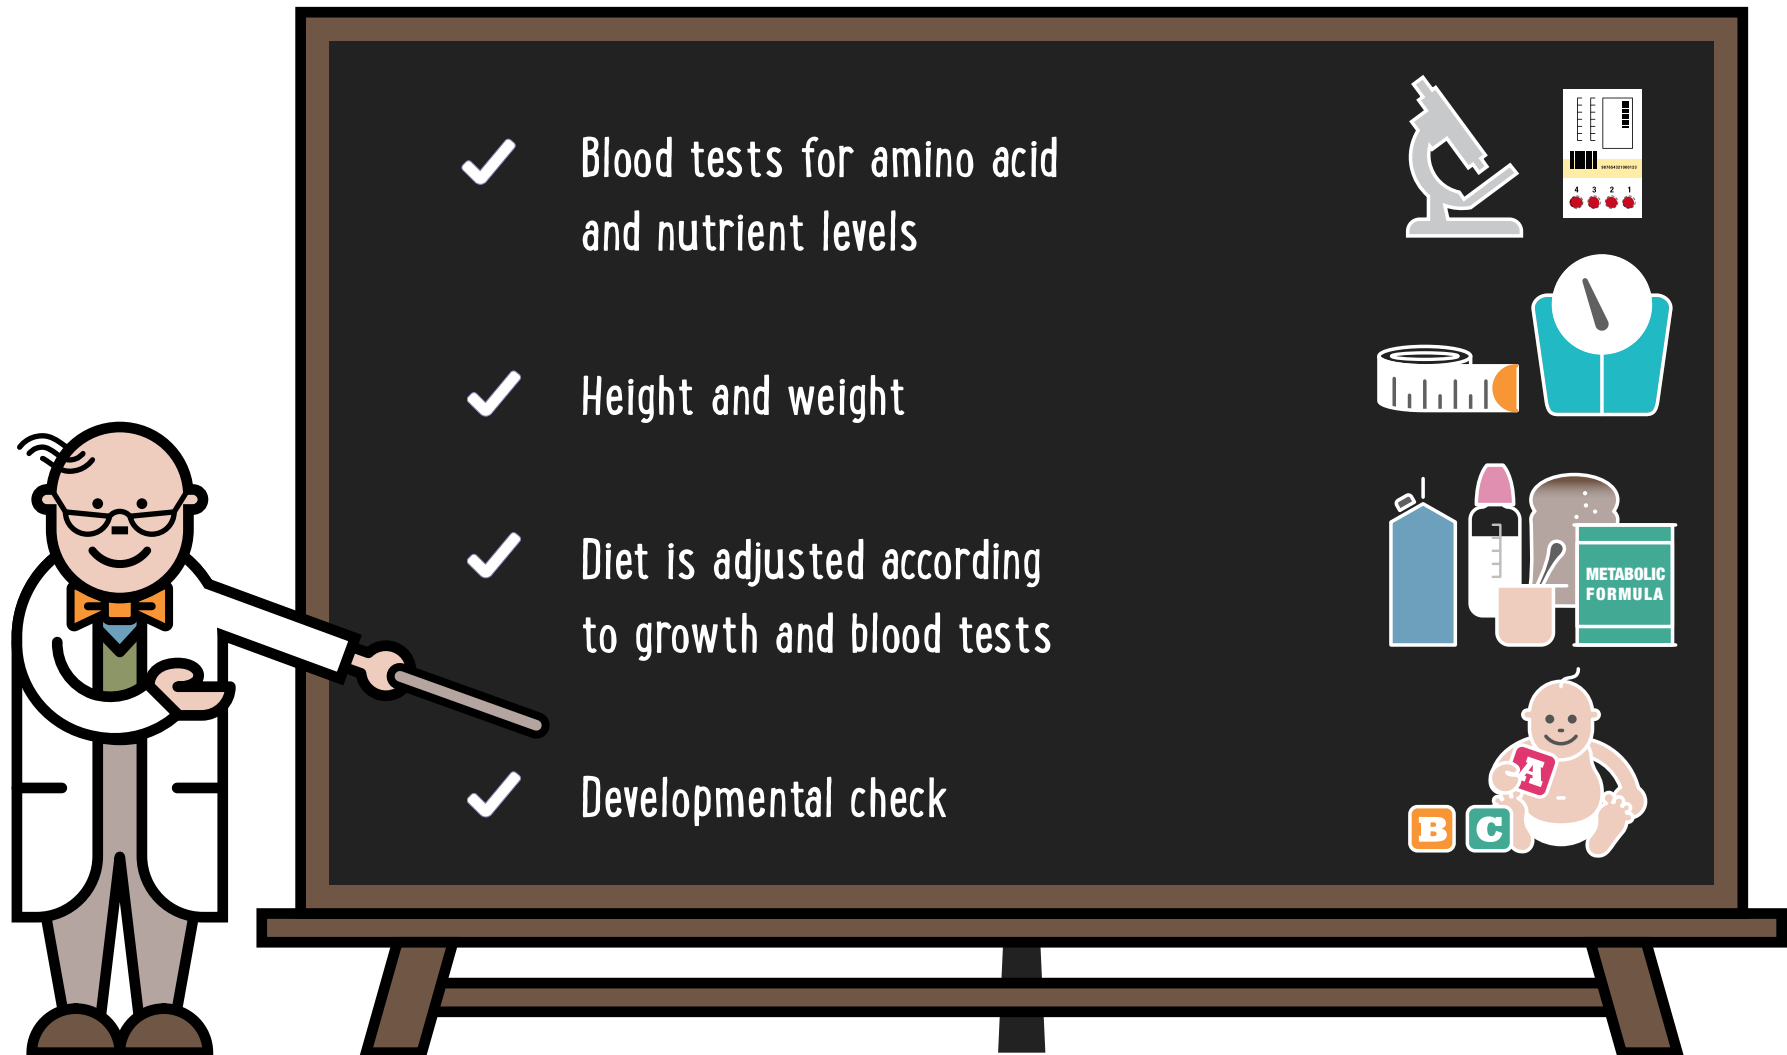 Blood tests for amino acid
and nutrient levels
4 3 2 1
Height and weight
Diet is adjusted according
to growth and blood tests
METABOLIC
FORMULA
Developmental check
A
B C